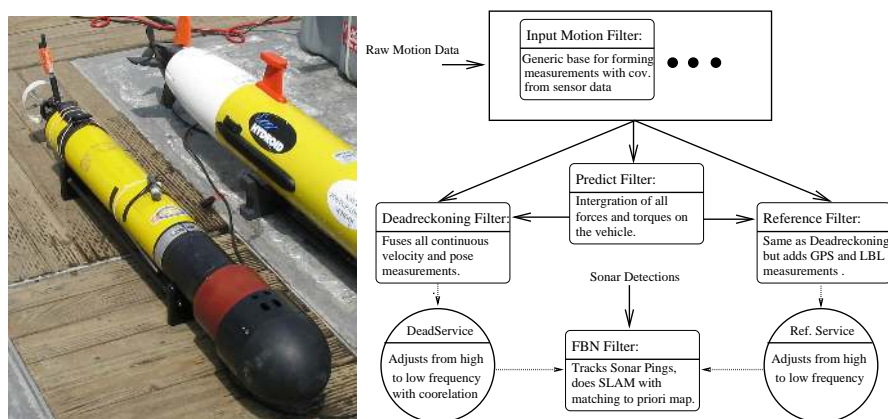 HYDROID
Input Motion Filter:
Raw Motion Data
Generic base for forming
measurements with cov.
from sensor data
Predict Filter:
Intergration of all
forces and torques on
the vehicle.
Deadreckoning Filter:
Fuses all continuous
velocity and pose
measurements.
Reference Filter:
Same as Deadreckoning
but adds GPS and LBL
measurements .
Sonar Detections
DeadService
Adjusts from high
to low frequency
with coorelation
FBN Filter:
Tracks Sonar Pings,
does SLAM with
matching to priori map.
Ref. Service
Adjusts from high
to low frequency